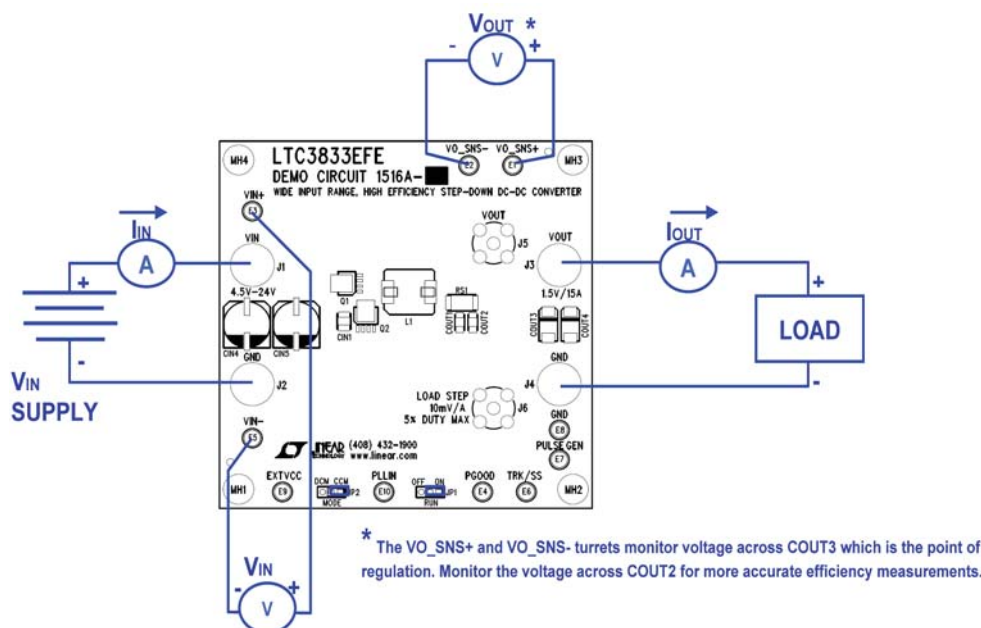 VOUT *
- V +
VO_SNS- VO_SNS+
E2 E1
MH4 LTC3833EFE MH3
DEMO CIRCUIT 1516A-
WIDE INPUT RANGE, HIGH EFFICIENCY STEP-DOWN DC-DC CONVERTER
VIN+
E3
IIN
A
+
VIN
J1
4.5V-24V
CIN4 CIN5
GND
J2
-
VIN
SUPPLY
VIN-
E5
Q1
Q2
CIN1
L1
RS1
COUT1
COUT2
VOUT
J5
VOUT
J3
1.5V/15A
COUT3
COUT4
GND
J4
IOUT
A
+
LOAD
-
LOAD STEP
10mV/A
5% DUTY MAX
J6
GND
E8
PULSE GEN
E7
LINEAR (408) 432-1900
TECHNOLOGY www.linear.com
MH1 EXTVCC DCM CCM PLLIN OFF ON PGOOD TRK/SS MH2
E9 JP2 E10 JP1 E4 E6
MODE RUN
VIN
- V +
* The VO_SNS+ and VO_SNS- turrets monitor voltage across COUT3 which is the point of
regulation. Monitor the voltage across COUT2 for more accurate efficiency measurements.